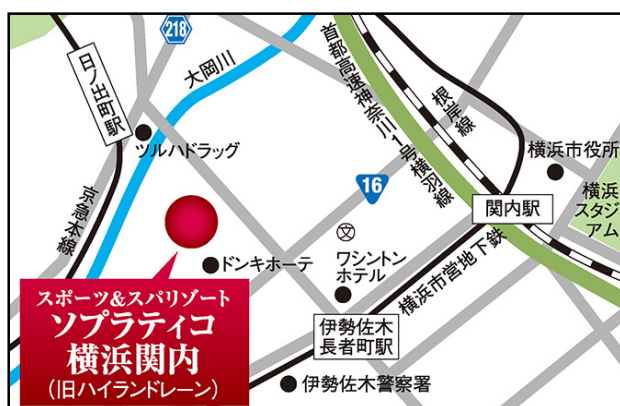 218
日ノ出町駅
大岡川
首都高速神奈川1号横羽線
根岸線
ツルハドラッグ
横浜市役所
京急本線
16
関内駅
横浜
スタジ
アム
文
ドンキホーテ
ワシントン
ホテル
横浜市営地下鉄
スポーツ&スパリゾート
ソプラティコ
横浜関内
(旧ハイランドレーン)
伊勢佐木
長者町駅
伊勢佐木警察署